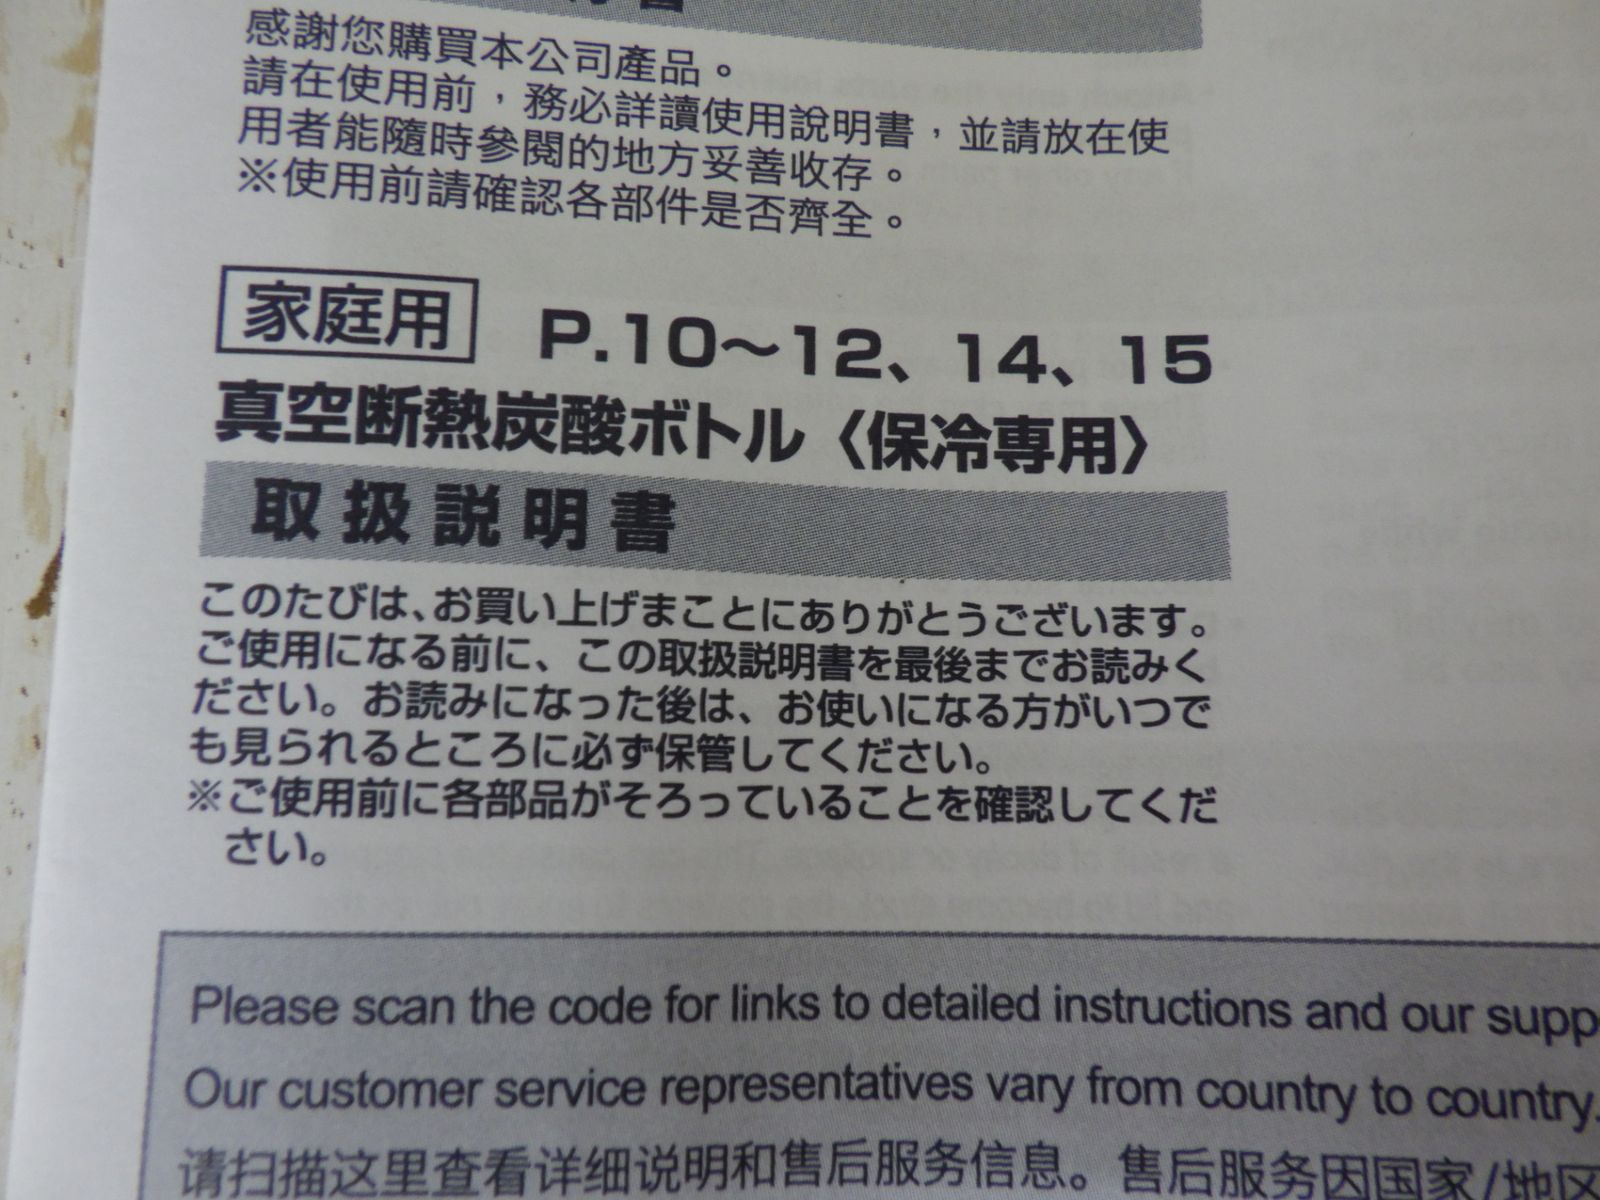 感謝您購買本公司產品。
請在使用前，務必詳讀使用說明書，並請放在使
用者能隨時參閱的地方妥善收存。
※使用前請確認各部件是否齊全。
家庭用 P.10～12、14、15
真空断熱炭酸ボトル〈保冷専用〉
取扱説明書
このたびは、お買い上げまことにありがとうございます。
ご使用になる前に、この取扱説明書を最後までお読みく
ださい。お読みになった後は、お使いになる方がいつで
も見られるところに必ず保管してください。
※ご使用前に各部品がそろっていることを確認してくだ
さい。
Please scan the code for links to detailed instructions and our supp
Our customer service representatives vary from country to country.
请扫描这里查看详细说明和售后服务信息。售后服务因国家/地区